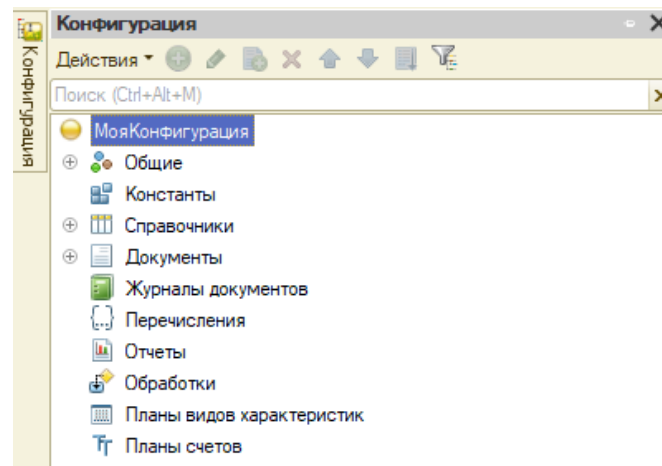 Конфигурация
Конфигурация
Действия
Поиск (Ctrl+Alt+M)
МояКонфигурация
Общие
Константы
Справочники
Документы
Журналы документов
Перечисления
Отчеты
Обработки
Планы видов характеристик
Планы счетов